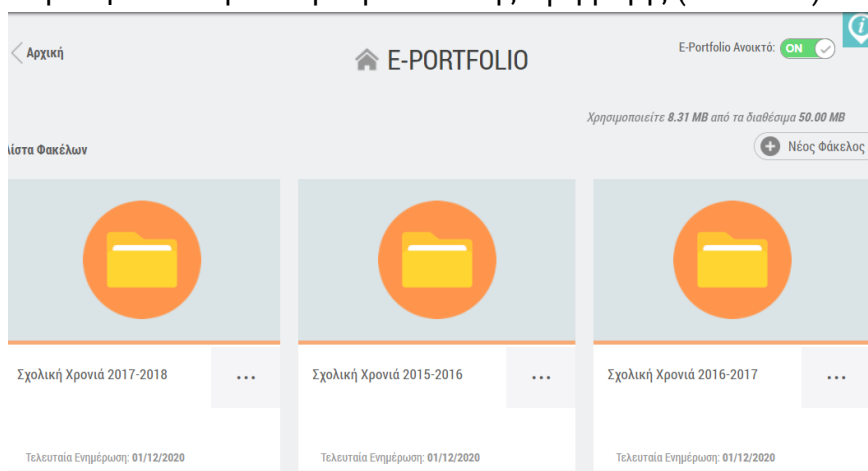 Αρχική
E-PORTFOLIO
E-Portfolio Ανοικτό: ON
Χρησιμοποιείτε 8.31 MB από τα διαθέσιμα 50.00 MB
Λίστα Φακέλων
Νέος Φάκελος
Σχολική Χρονιά 2017-2018 ...
Σχολική Χρονιά 2015-2016 ...
Σχολική Χρονιά 2016-2017 ...
Τελευταία Ενημέρωση: 01/12/2020
Τελευταία Ενημέρωση: 01/12/2020
Τελευταία Ενημέρωση: 01/12/2020